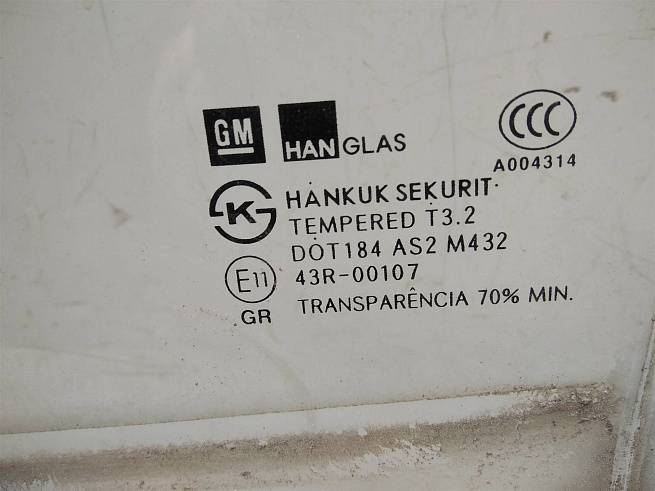 GM HANGLAS CCC
A004314
K
HANKUK SEKURIT
TEMPERED T3.2
DOT184 AS2 M432
E11 43R-00107
GR TRANSPARÊNCIA 70% MIN.